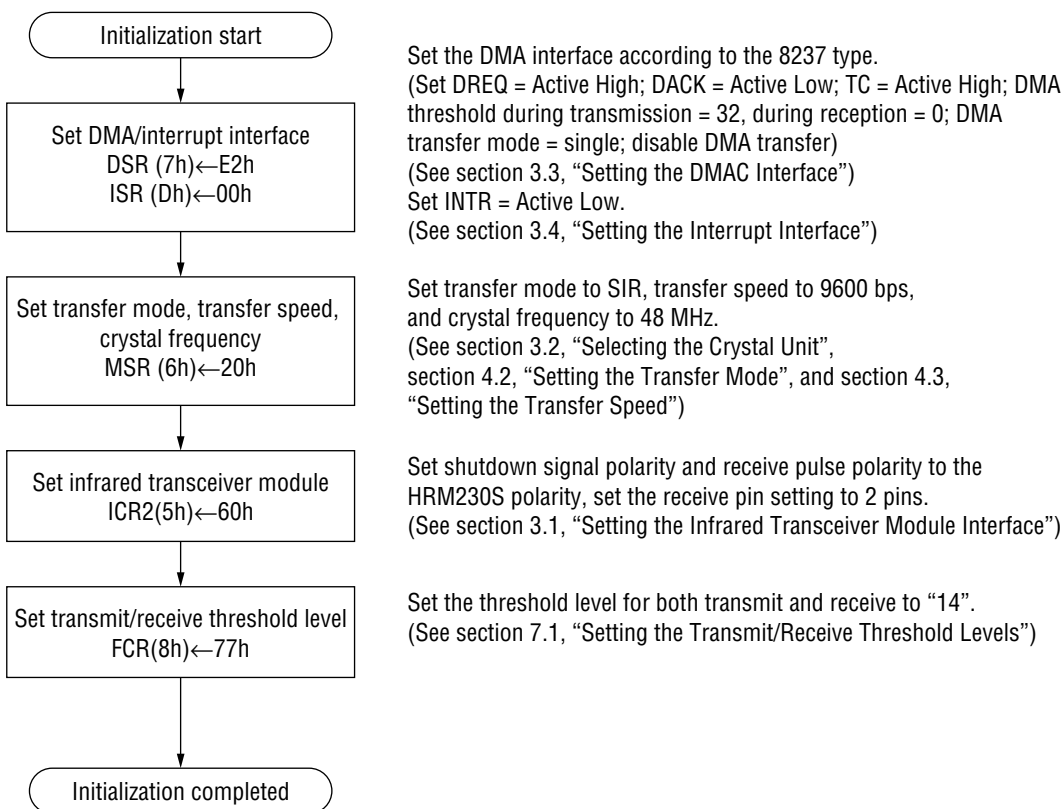 Initialization start
Set DMA/interrupt interface
DSR (7h)←E2h
ISR (Dh)←00h
Set the DMA interface according to the 8237 type.
(Set DREQ = Active High; DACK = Active Low; TC = Active High; DMA
threshold during transmission = 32, during reception = 0; DMA
transfer mode = single; disable DMA transfer)
(See section 3.3, “Setting the DMAC Interface”)
Set INTR = Active Low.
(See section 3.4, “Setting the Interrupt Interface”)
Set transfer mode, transfer speed,
crystal frequency
MSR (6h)←20h
Set transfer mode to SIR, transfer speed to 9600 bps,
and crystal frequency to 48 MHz.
(See section 3.2, “Selecting the Crystal Unit”,
section 4.2, “Setting the Transfer Mode”, and section 4.3,
“Setting the Transfer Speed”)
Set infrared transceiver module
ICR2(5h)←60h
Set shutdown signal polarity and receive pulse polarity to the
HRM230S polarity, set the receive pin setting to 2 pins.
(See section 3.1, “Setting the Infrared Transceiver Module Interface”)
Set transmit/receive threshold level
FCR(8h)←77h
Set the threshold level for both transmit and receive to “14”.
(See section 7.1, “Setting the Transmit/Receive Threshold Levels”)
Initialization completed